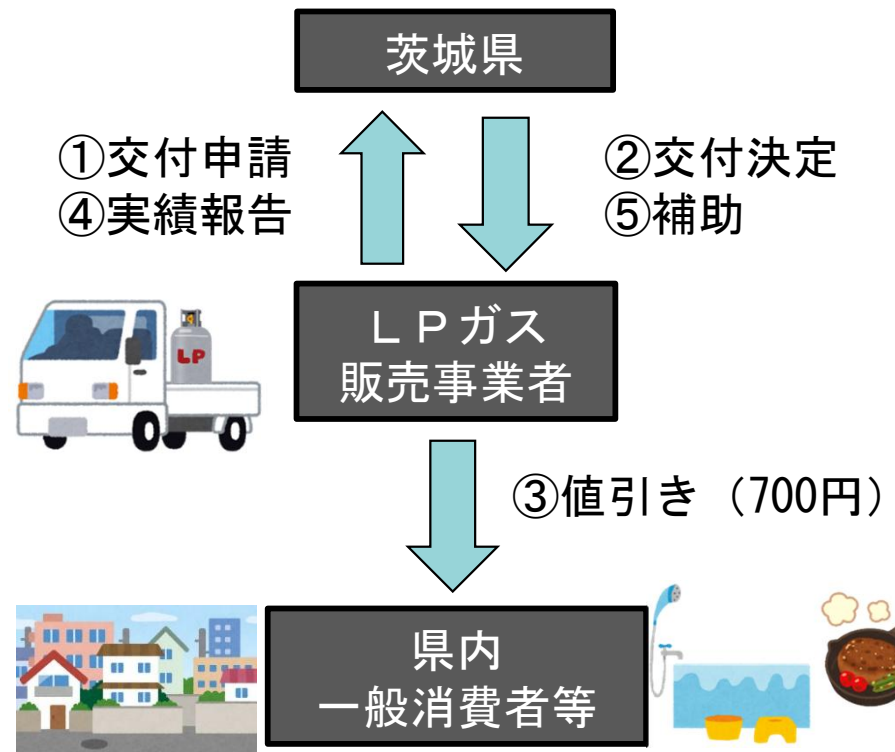 茨城県
①交付申請
④実績報告
②交付決定
⑤補助
LP
ＬＰガス
販売事業者
③値引き（700円）
県内
一般消費者等